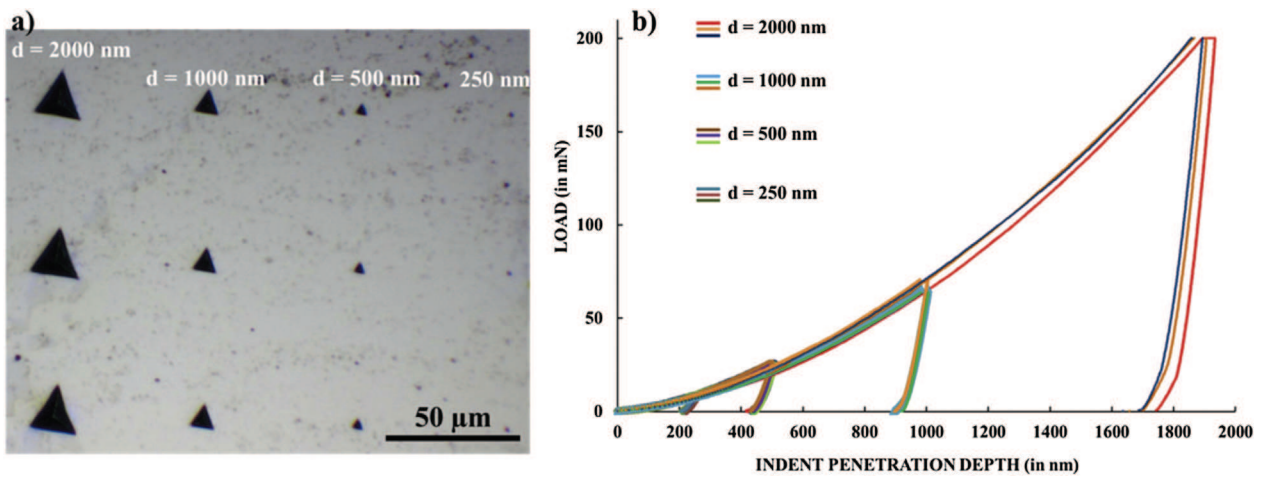 a)
d = 2000 nm
d = 1000 nm
d = 500 nm
250 nm
50 µm
b)
d = 2000 nm
d = 1000 nm
d = 500 nm
d = 250 nm
LOAD (in mN)
200
150
100
50
0
0 200 400 600 800 1000 1200 1400 1600 1800 2000
INDENT PENETRATION DEPTH (in nm)